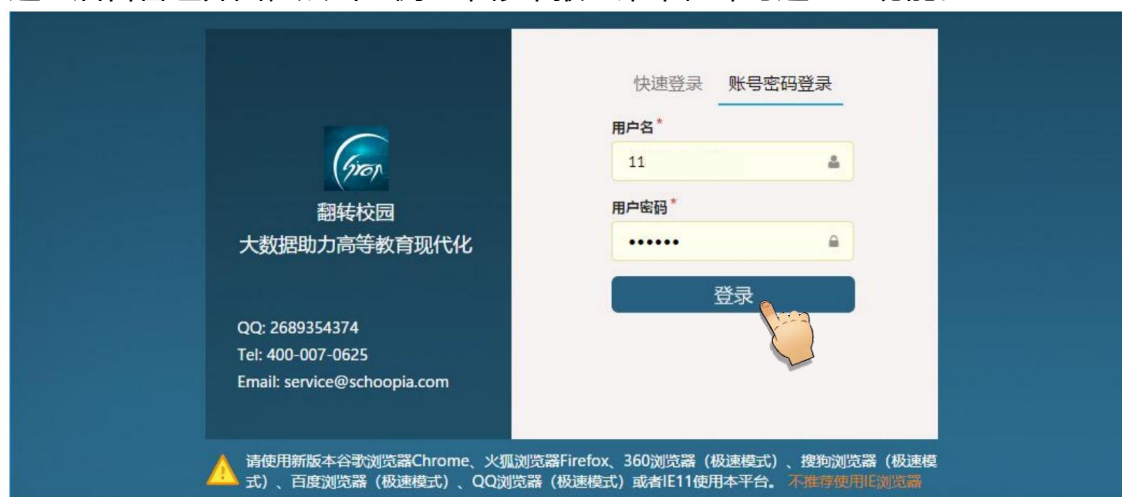 快速登录 账号密码登录
用户名*
11
用户密码*
••••••
登录
Giron
翻转校园
大数据助力高等教育现代化
QQ: 2689354374
Tel: 400-007-0625
Email: service@schoopia.com
请使用新版本谷歌浏览器Chrome、火狐浏览器Firefox、360浏览器（极速模式）、搜狗浏览器（极速模
式）、百度浏览器（极速模式）、QQ浏览器（极速模式）或者IE11使用本平台。 不推荐使用IE浏览器